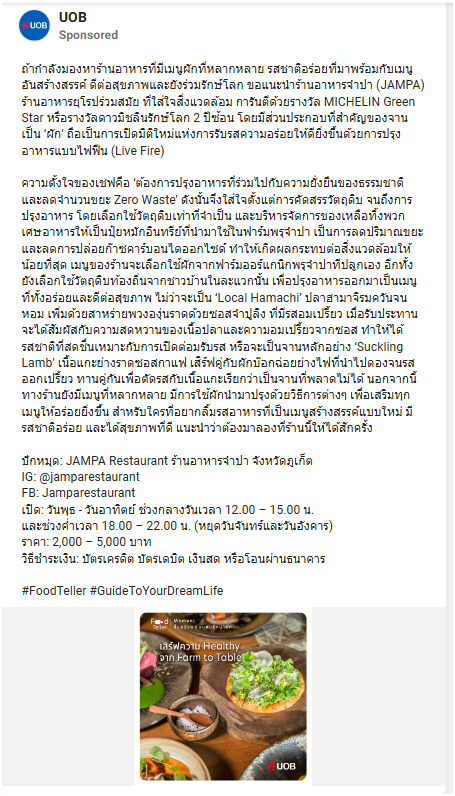 UOB
UOB
Sponsored
ถ้ากำลังมองหาร้านอาหารที่มีเมนูผักที่หลากหลาย รสชาติอร่อยที่มาพร้อมกับเมนู
อันสร้างสรรค์ ดีต่อสุขภาพและยังร่วมรักษ์โลก ขอแนะนำร้านอาหารจำปา (JAMPA)
ร้านอาหารยุโรปร่วมสมัย ที่ใส่ใจสิ่งแวดล้อม การันตีด้วยรางวัล MICHELIN Green
Star หรือรางวัลดาวมิชลินรักษ์โลก 2 ปีซ้อน โดยมีส่วนประกอบที่สำคัญของจาน
เป็น ‘ผัก’ ถือเป็นการเปิดมิติใหม่แห่งการรับรสความอร่อยให้ดียิ่งขึ้นด้วยการปรุง
อาหารแบบไฟฟืน (Live Fire)
ความตั้งใจของเชฟคือ ‘ต้องการปรุงอาหารที่ร่วมไปกับความยั่งยืนของธรรมชาติ
และลดจำนวนขยะ Zero Waste’ ดังนั้นจึงใส่ใจตั้งแต่การคัดสรรวัตถุดิบ จนถึงการ
ปรุงอาหาร โดยเลือกใช้วัตถุดิบเท่าที่จำเป็น และบริหารจัดการของเหลือทิ้งพวก
เศษอาหารให้เป็นปุ๋ยหมักอินทรีย์ที่นำมาใช้ในฟาร์มพรุจำปา เป็นการลดปริมาณขยะ
และลดการปล่อยก๊าซคาร์บอนไดออกไซด์ ทำให้เกิดผลกระทบต่อสิ่งแวดล้อมให้
น้อยที่สุด เมนูของร้านจะเลือกใช้ผักจากฟาร์มออร์แกนิกพรุจำปาที่ปลูกเอง อีกทั้ง
ยังเลือกใช้วัตถุดิบท้องถิ่นจากชาวบ้านในละแวกนั้น เพื่อปรุงอาหารออกมาเป็นเมนู
ที่ทั้งอร่อยและดีต่อสุขภาพ ไม่ว่าจะเป็น ‘Local Hamachi’ ปลาฮามาจิรมควันจน
หอม เพิ่มด้วยสาหร่ายพวงองุ่นราดด้วยซอสจำปูลิง ที่มีรสอมเปรี้ยว เมื่อรับประทาน
จะได้สัมผัสกับความสดหวานของเนื้อปลาและความอมเปรี้ยวจากซอส ทำให้ได้
รสชาติที่สดชื่นเหมาะกับการเปิดต่อมรับรส หรือจะเป็นจานหลักอย่าง ‘Suckling
Lamb’ เนื้อแกะย่างราดซอสกาแฟ เสิร์ฟคู่กับผักบ๊อกฉ่อยย่างไฟที่นำไปดองจนรส
ออกเปรี้ยว ทานคู่กันเพื่อตัดรสกับเนื้อแกะเรียกว่าเป็นจานที่พลาดไม่ได้ นอกจากนี้
ทางร้านยังมีเมนูที่หลากหลาย มีการใช้ผักนำมาปรุงด้วยวิธีการต่างๆ เพื่อเสริมทุก
เมนูให้อร่อยยิ่งขึ้น สำหรับใครที่อยากลิ้มรสอาหารที่เป็นเมนูสร้างสรรค์แบบใหม่ มี
รสชาติอร่อย และได้สุขภาพที่ดี แนะนำว่าต้องมาลองที่ร้านนี้ให้ได้สักครั้ง
ปักหมุด: JAMPA Restaurant ร้านอาหารจำปา จังหวัดภูเก็ต
IG: @jamparestaurant
FB: Jamparestaurant
เปิด: วันพุธ - วันอาทิตย์ ช่วงกลางวันเวลา 12.00 – 15.00 น.
และช่วงค่ำเวลา 18.00 – 22.00 น. (หยุดวันจันทร์และวันอังคาร)
ราคา: 2,000 – 5,000 บาท
วิธีชำระเงิน: บัตรเครดิต บัตรเดบิต เงินสด หรือโอนผ่านธนาคาร
#FoodTeller #GuideToYourDreamLife
Food
Teller
Moment
เสิร์ฟความ Healthy
จาก Farm to Table
UOB